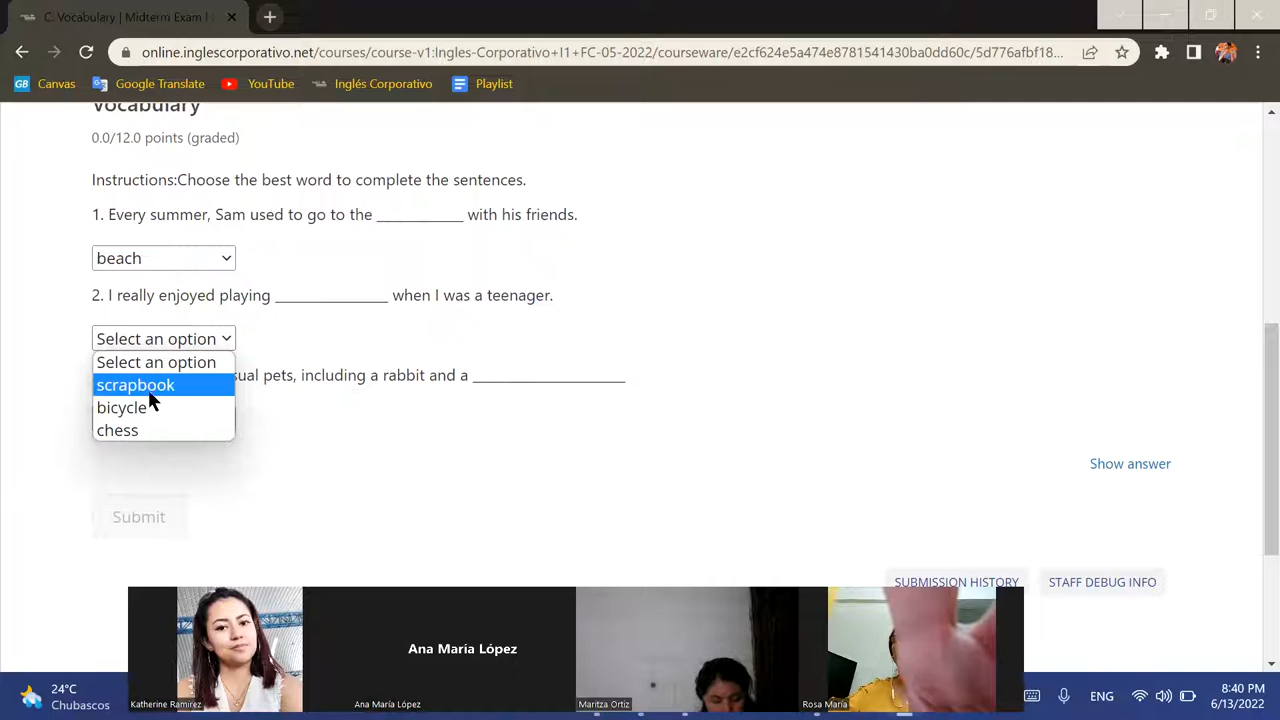 C. Vocabulary | Midterm Exam |
online.inglescorporativo.net/courses/course-v1:Ingles-Corporativo+I1+FC-05-2022/courseware/e2cf624e5a474e8781541430ba0dd60c/5d776afbf18...
GB Canvas Google Translate YouTube Inglés Corporativo Playlist
Vocabulary
0.0/12.0 points (graded)
Instructions:Choose the best word to complete the sentences.
1. Every summer, Sam used to go to the __________ with his friends.
beach
2. I really enjoyed playing _____________ when I was a teenager.
Select an option
Select an option
scrapbook
sual pets, including a rabbit and a __________________
bicycle
chess
Show answer
Submit
SUBMISSION HISTORY STAFF DEBUG INFO
Ana María López
Katherine Ramirez Ana María López Maritza Ortiz Rosa María
24°C
Chubascos
ENG
8:40 PM
6/13/2022